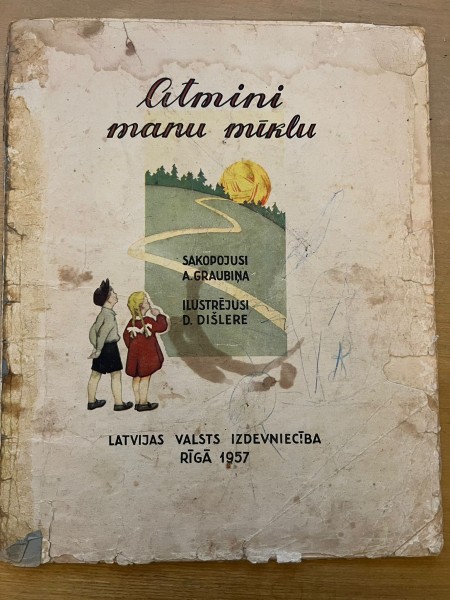 Atmini
manu mīklu
SAKOPOJUSI
A. GRAUBIŅA
ILUSTRĒJUSI
D. DIŠLERE
LATVIJAS VALSTS IZDEVNIECĪBA
RĪGĀ 1957